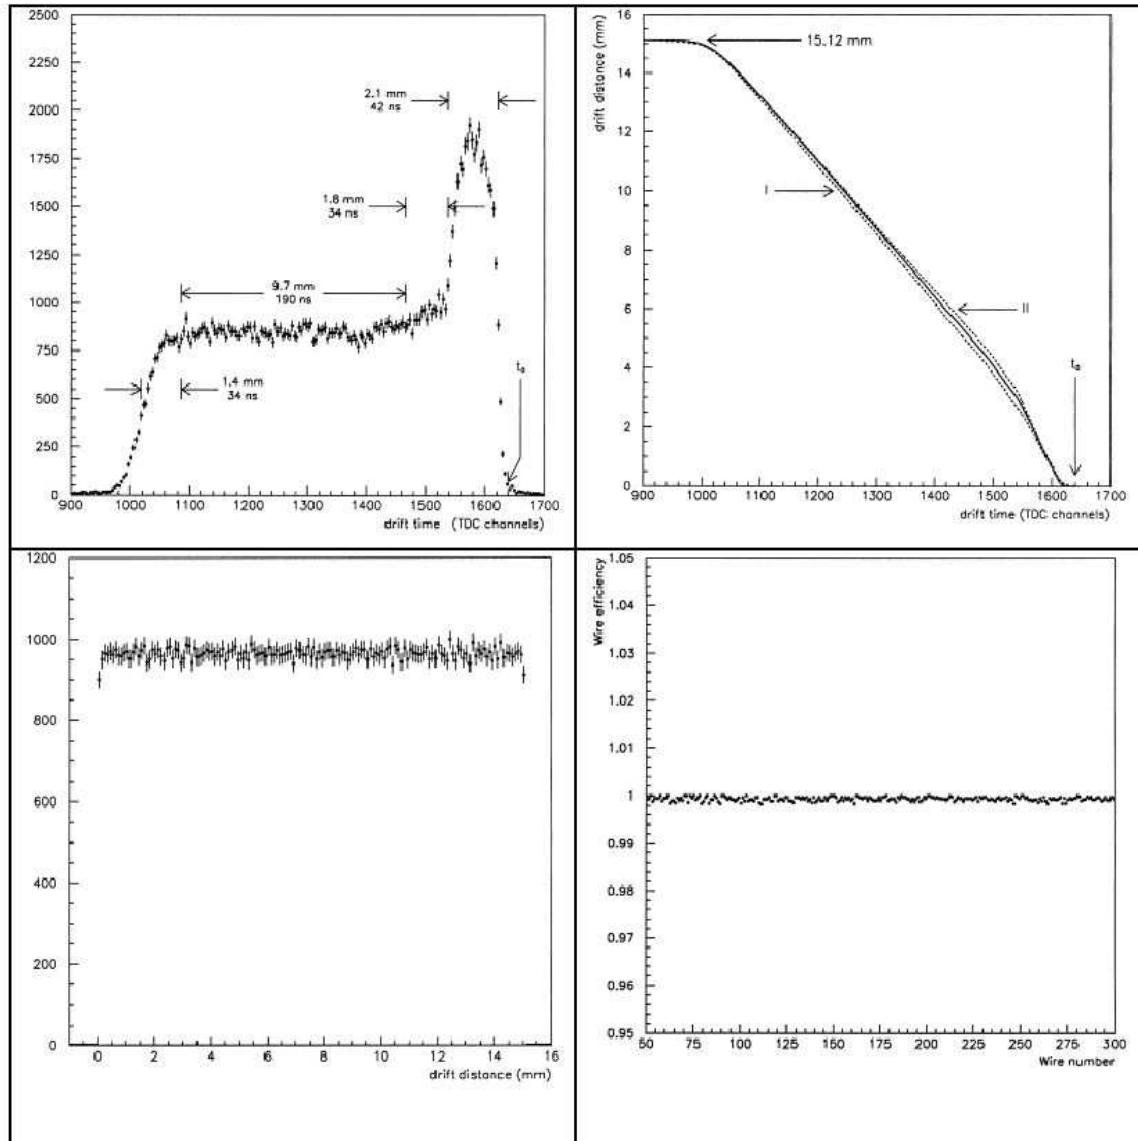 2500
2250
2000
1750
1500
1250
1000
750
500
250
0
2.1 mm
42 ns
1.8 mm
34 ns
9.7 mm
190 ns
1.4 mm
34 ns
t₀
900 1000 1100 1200 1300 1400 1500 1600 1700
drift time (TDC channels)
drift distance (mm)
16
14
12
10
8
6
4
2
0
15.12 mm
I
II
t₀
900 1000 1100 1200 1300 1400 1500 1600 1700
drift time (TDC channels)
1200
1000
800
600
400
200
0
0 2 4 6 8 10 12 14 16
drift distance (mm)
Wire efficiency
1.05
1.04
1.03
1.02
1.01
1
0.99
0.98
0.97
0.96
0.95
50 75 100 125 150 175 200 225 250 275 300
Wire number